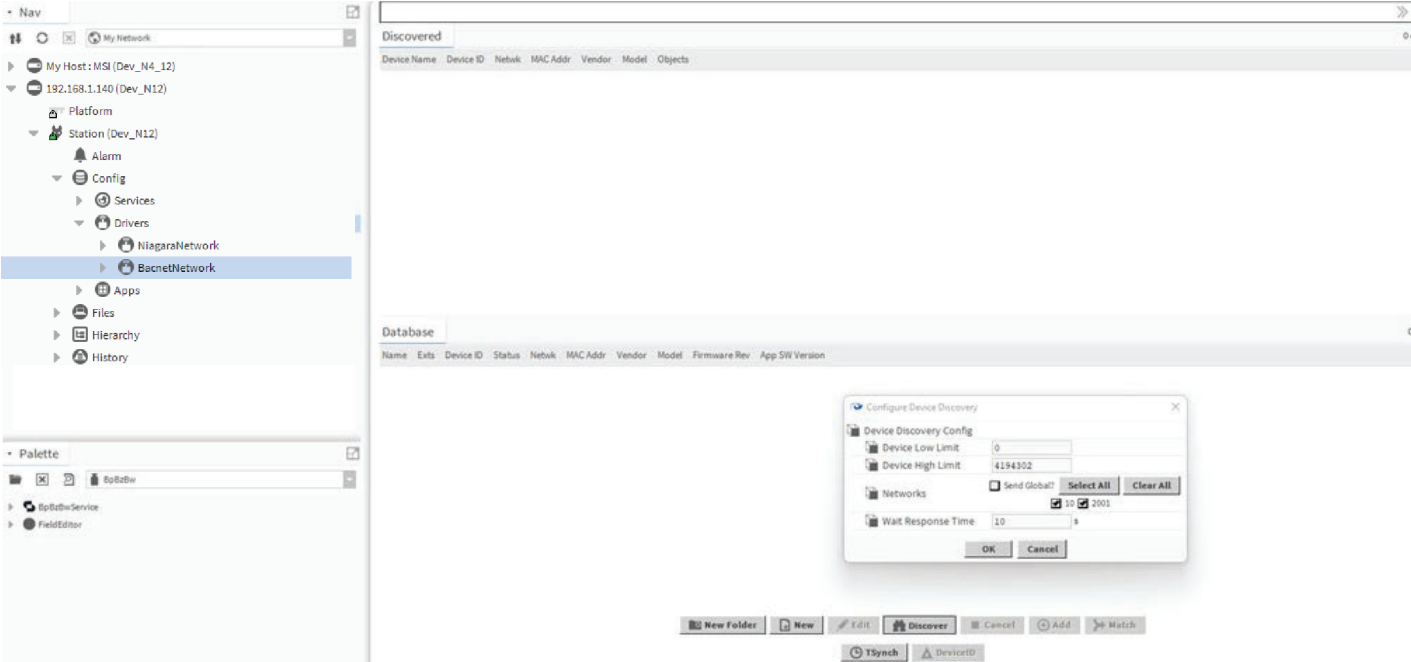 Nav
My Network
My Host : MSI (Dev_N4_12)
192.168.1.140 (Dev_N12)
Platform
Station (Dev_N12)
Alarm
Config
Services
Drivers
NiagaraNetwork
BacnetNetwork
Apps
Files
Hierarchy
History
Palette
BpBzBw
BpBzBwService
FieldEditor
Discovered
Device Name Device ID Netwk MAC Addr Vendor Model Objects
Database
Name Exts Device ID Status Netwk MAC Addr Vendor Model Firmware Rev App SW Version
Configure Device Discovery
Device Discovery Config
Device Low Limit 0
Device High Limit 4194302
Networks Send Global? Select All Clear All
10 2001
Wait Response Time 10 s
OK Cancel
New Folder New Edit Discover Cancel Add Match
TSynch DeviceID